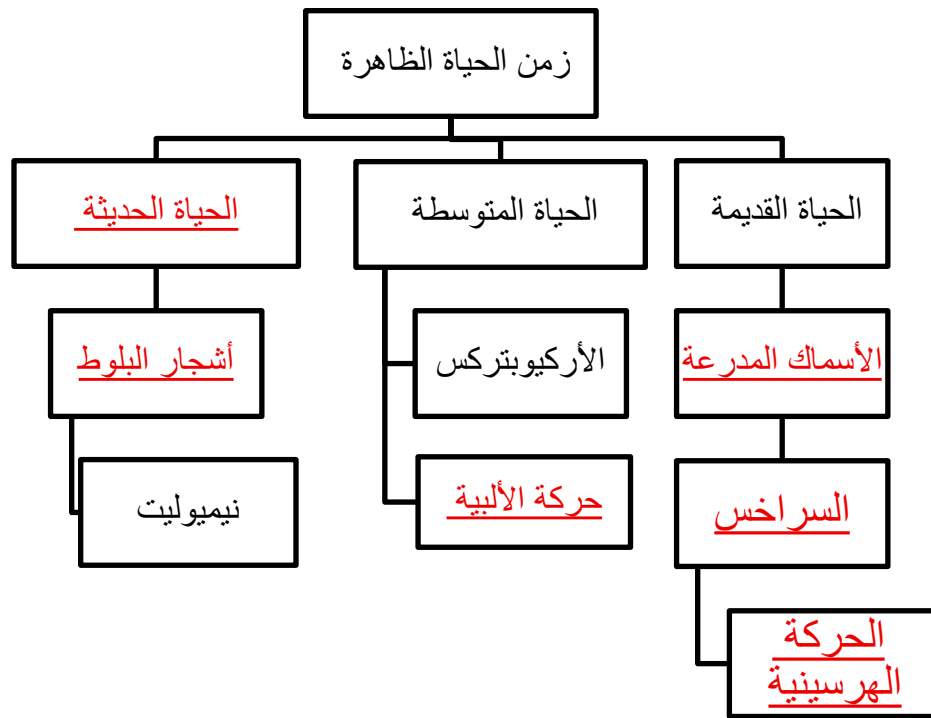 زمن الحياة الظاهرة
الحياة القديمة
الحياة المتوسطة
الحياة الحديثة
الأسماك المدرعة
الأركيوبتركس
أشجار البلوط
السراخس
حركة الألبية
نيميوليت
الحركة
الهرسينية